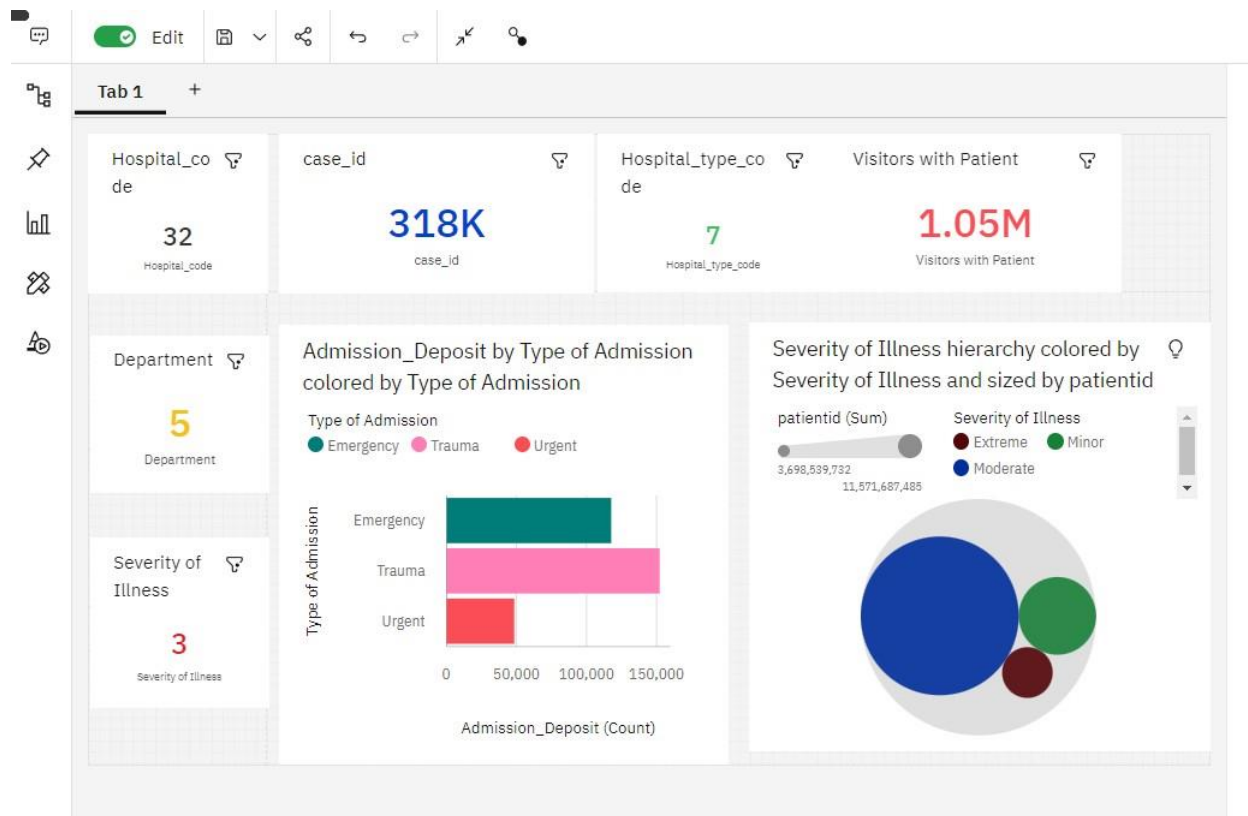 Edit
Tab 1 +
Hospital_co
de
32
Hospital_code
case_id
318K
case_id
Hospital_type_co
de
7
Hospital_type_code
Visitors with Patient
1.05M
Visitors with Patient
Department
5
Department
Severity of
Illness
3
Severity of Illness
Admission_Deposit by Type of Admission
colored by Type of Admission
Type of Admission
Emergency Trauma Urgent
Type of Admission
Emergency
Trauma
Urgent
0 50,000 100,000 150,000
Admission_Deposit (Count)
Severity of Illness hierarchy colored by
Severity of Illness and sized by patientid
patientid (Sum)
3,698,539,732
11,571,687,485
Severity of Illness
Extreme Minor
Moderate